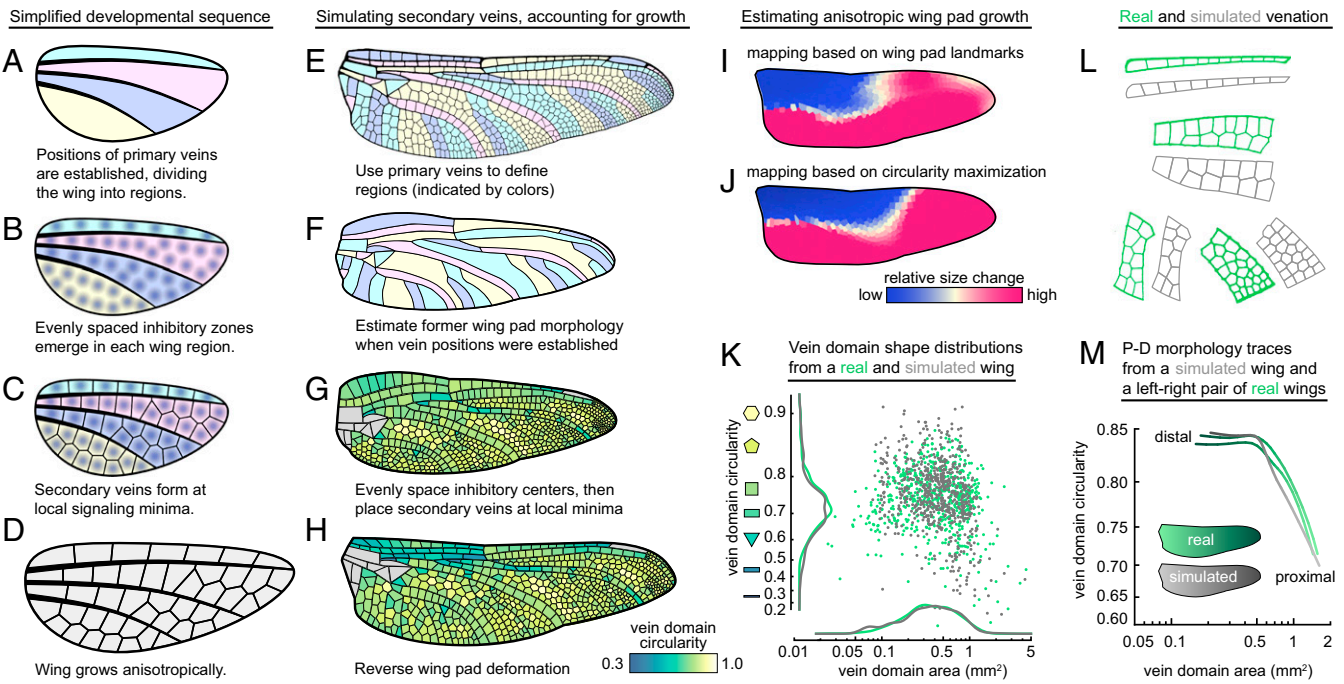 Simplified developmental sequence
A
Positions of primary veins
are established, dividing
the wing into regions.
B
Evenly spaced inhibitory zones
emerge in each wing region.
C
Secondary veins form at
local signaling minima.
D
Wing grows anisotropically.
Simulating secondary veins, accounting for growth
E
Use primary veins to define
regions (indicated by colors)
F
Estimate former wing pad morphology
when vein positions were established
G
Evenly space inhibitory centers, then
place secondary veins at local minima
H
Reverse wing pad deformation
vein domain
circularity
0.3 1.0
Estimating anisotropic wing pad growth
I
mapping based on wing pad landmarks
J
mapping based on circularity maximization
relative size change
low high
K
Vein domain shape distributions
from a real and simulated wing
vein domain circularity
0.9
0.8
0.7
0.6
0.5
0.4
0.3
0.2
0.01 0.05 0.1 0.5 1 5
vein domain area (mm²)
Real and simulated venation
L
M
P-D morphology traces
from a simulated wing and
a left-right pair of real wings
vein domain circularity
0.85
0.80
0.75
0.70
0.65
0.60
distal
real
simulated
proximal
0.05 0.1 0.5 1 2
vein domain area (mm²)